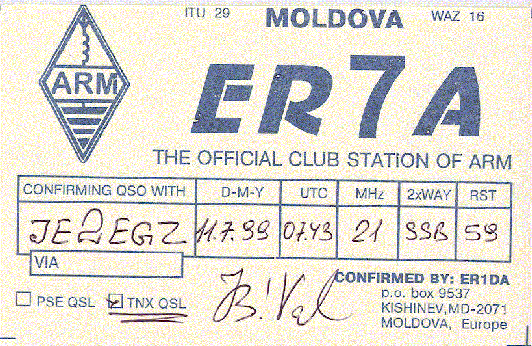 ITU 29 MOLDOVA WAZ 16
ARM
ER7A
THE OFFICIAL CLUB STATION OF ARM
CONFIRMING QSO WITH D-M-Y UTC MHz 2xWAY RST
JE2EGZ 11.7.99 07.43 21 SSB 59
VIA
CONFIRMED BY: ER1DA
p.o. box 9537
PSE QSL TNX QSL KISHINEV,MD-2071
MOLDOVA, Europe